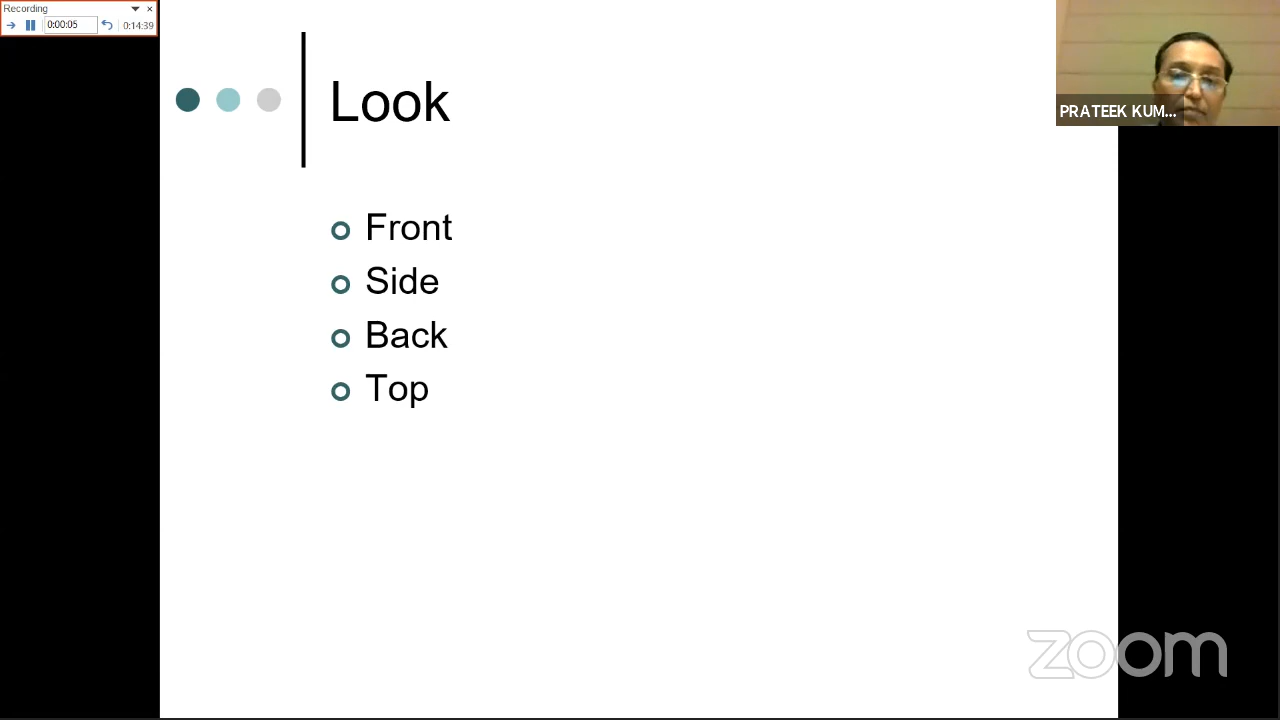 Recording
0:00:05
0:14:39
Look
PRATEEK KUM...
Front
Side
Back
Top
zoom